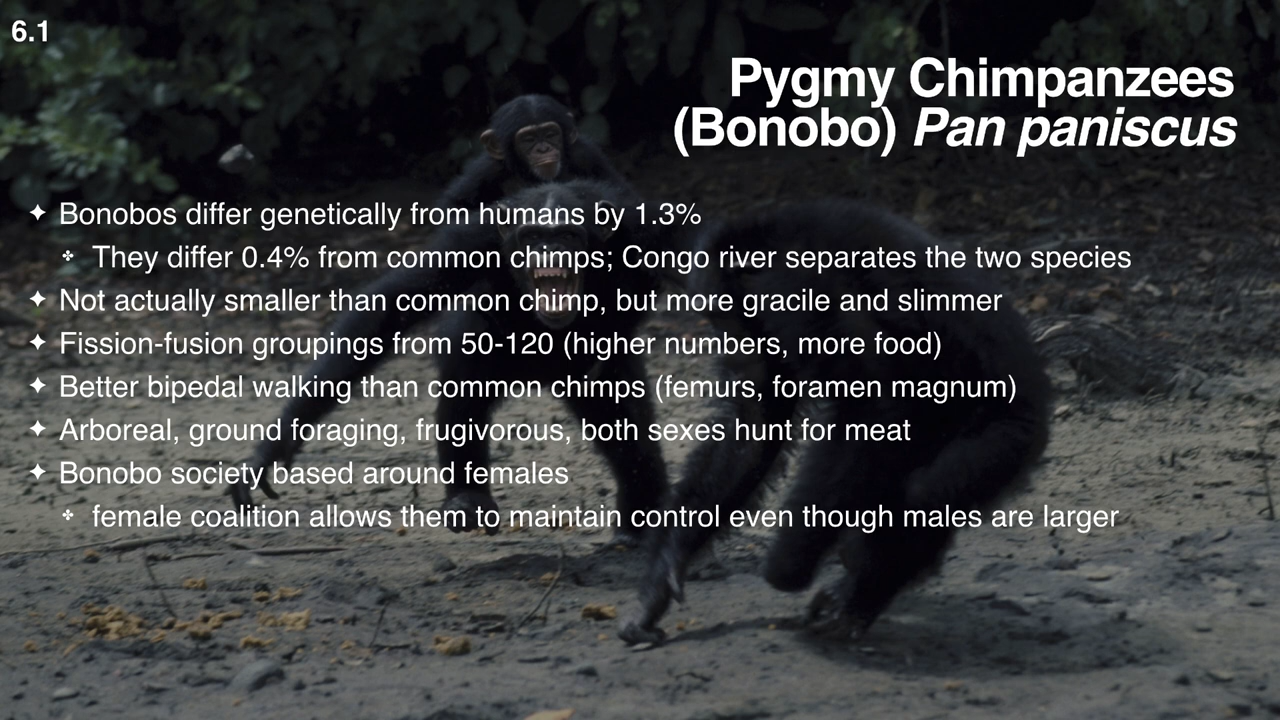 6.1
Pygmy Chimpanzees
(Bonobo) Pan paniscus
✦ Bonobos differ genetically from humans by 1.3%
✤ They differ 0.4% from common chimps; Congo river separates the two species
✦ Not actually smaller than common chimp, but more gracile and slimmer
✦ Fission-fusion groupings from 50-120 (higher numbers, more food)
✦ Better bipedal walking than common chimps (femurs, foramen magnum)
✦ Arboreal, ground foraging, frugivorous, both sexes hunt for meat
✦ Bonobo society based around females
✤ female coalition allows them to maintain control even though males are larger